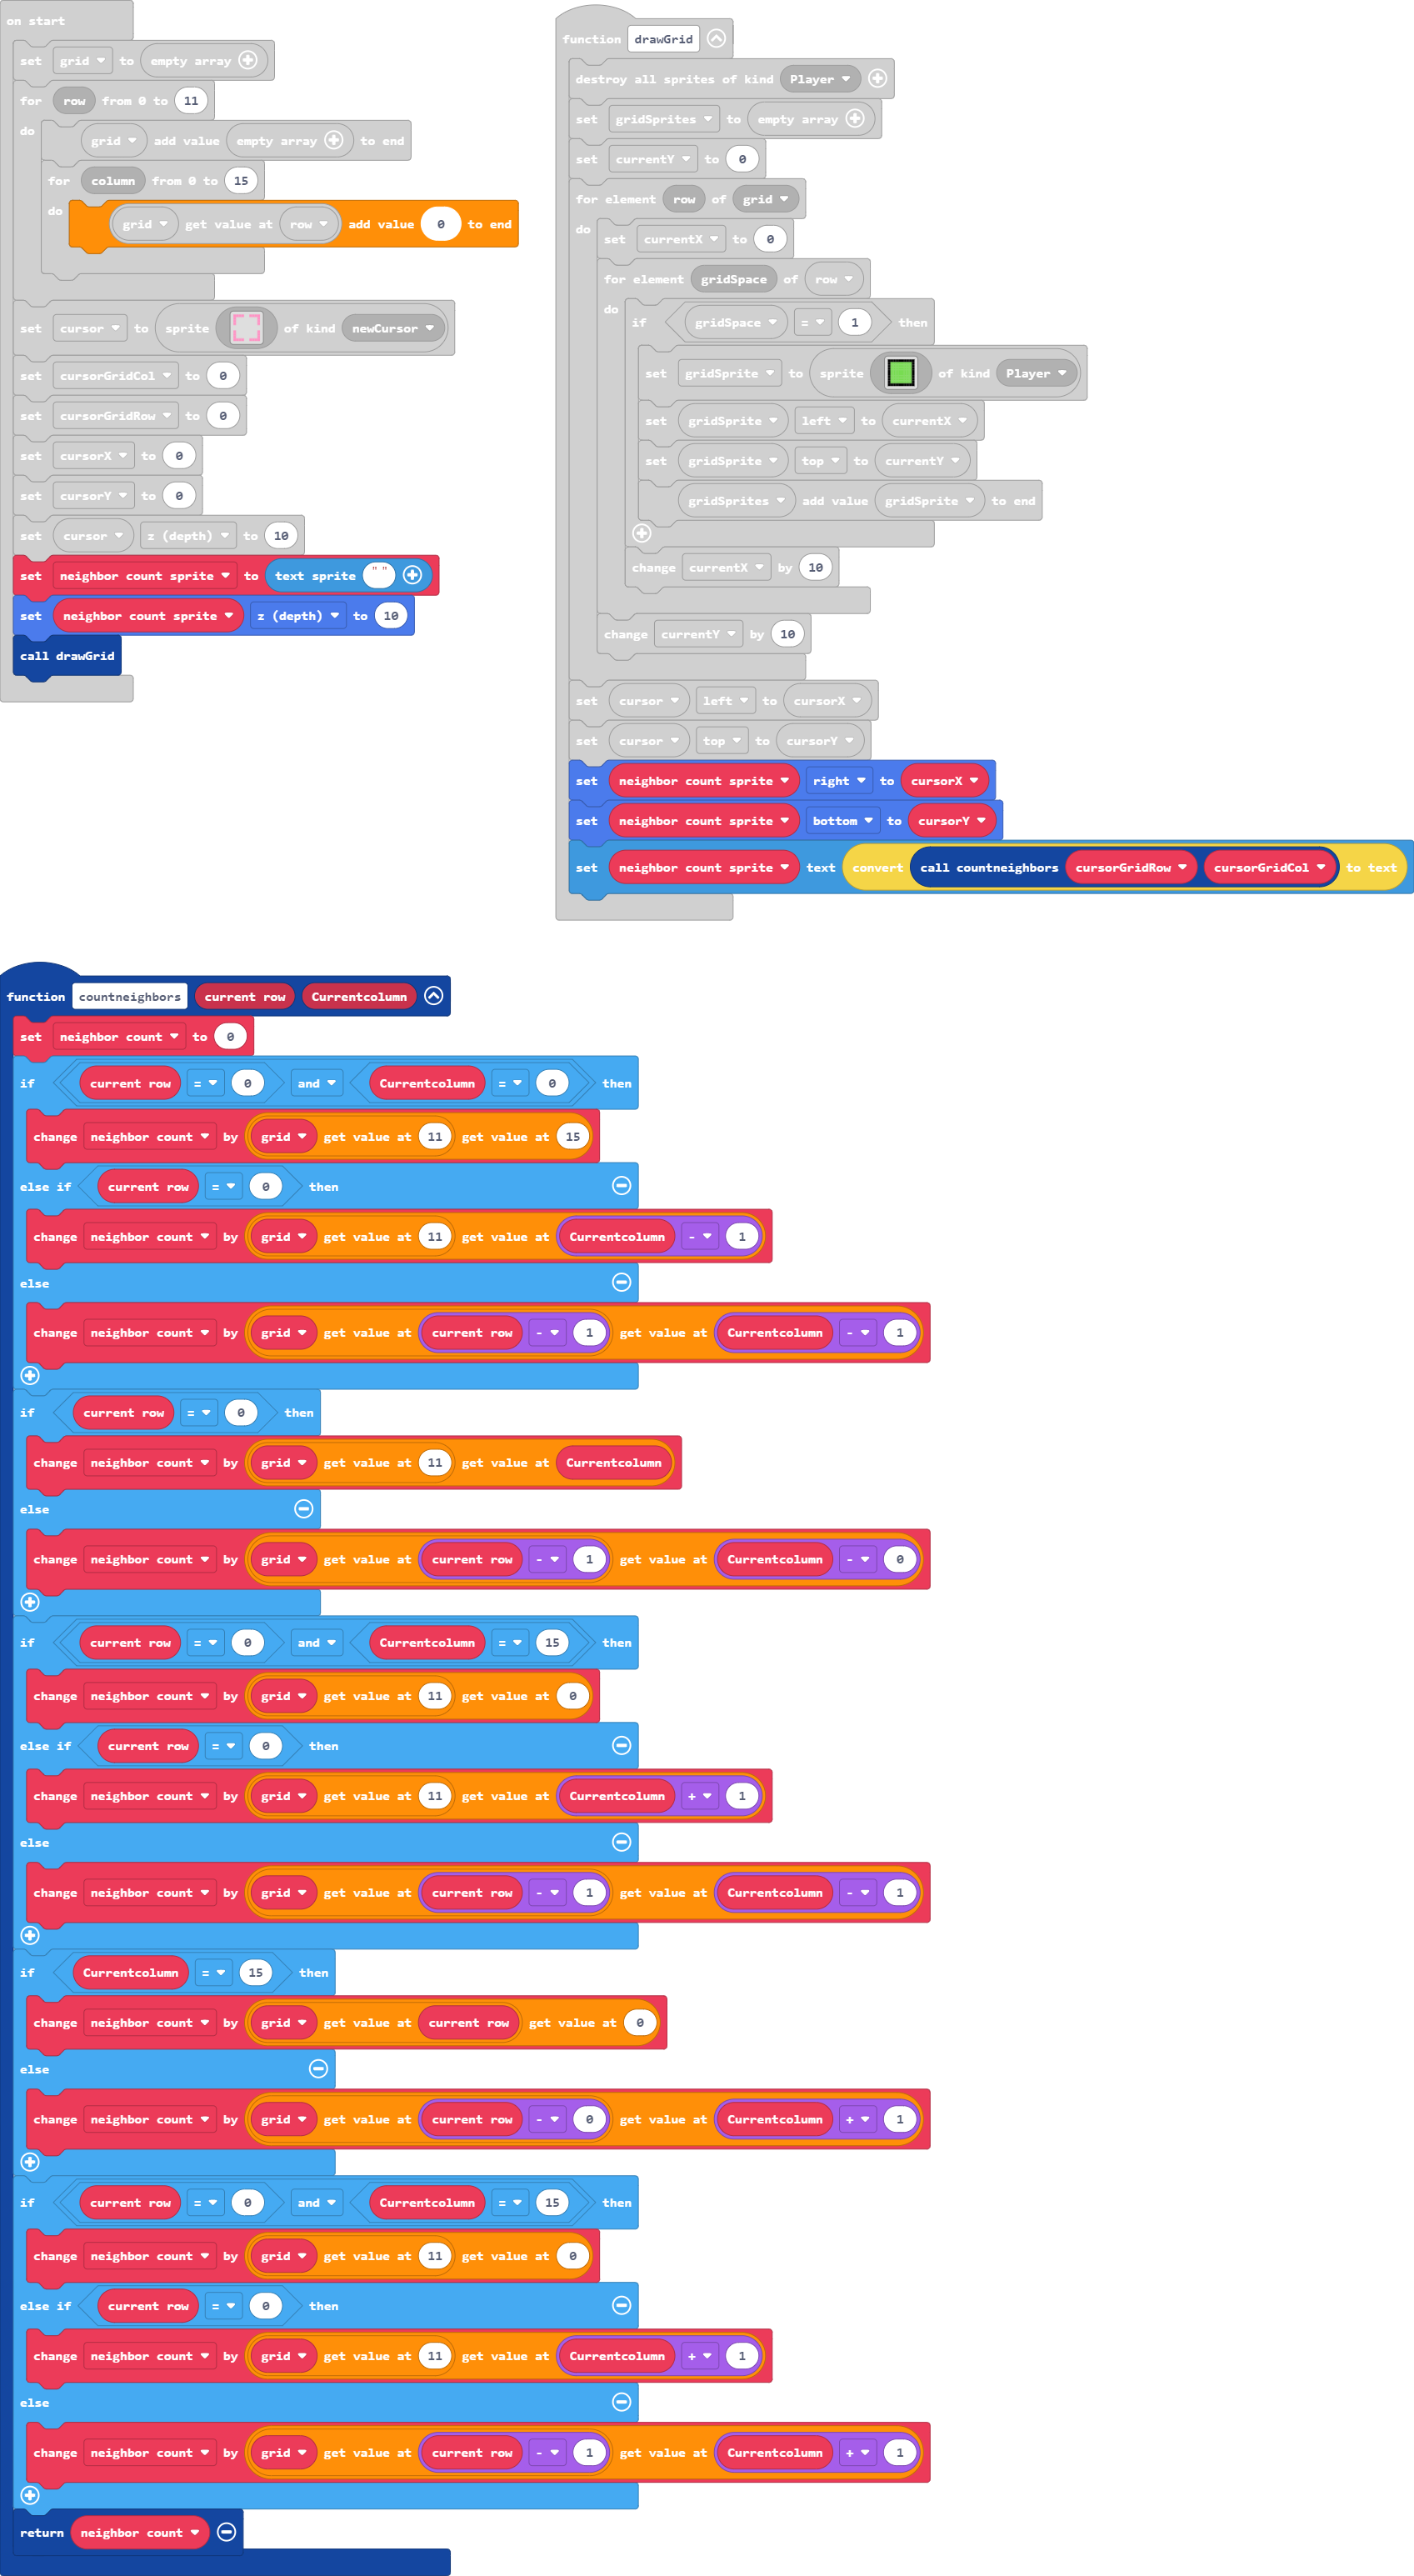 on start
set grid to empty array
for row from 0 to 11
do grid add value empty array to end
for column from 0 to 15
do grid get value at row add value 0 to end
set cursor to sprite of kind newCursor
set cursorGridCol to 0
set cursorGridRow to 0
set cursorX to 0
set cursorY to 0
set cursor z (depth) to 10
set neighbor count sprite to text sprite " "
set neighbor count sprite z (depth) to 10
call drawGrid
function drawGrid
destroy all sprites of kind Player
set gridSprites to empty array
set currentY to 0
for element row of grid
do set currentX to 0
for element gridSpace of row
do if gridSpace = 1 then
set gridSprite to sprite of kind Player
set gridSprite left to currentX
set gridSprite top to currentY
gridSprites add value gridSprite to end
change currentX by 10
change currentY by 10
set cursor left to cursorX
set cursor top to cursorY
set neighbor count sprite right to cursorX
set neighbor count sprite bottom to cursorY
set neighbor count sprite text convert call countneighbors cursorGridRow cursorGridCol to text
function countneighbors current row Currentcolumn
set neighbor count to 0
if current row = 0 and Currentcolumn = 0 then
change neighbor count by grid get value at 11 get value at 15
else if current row = 0 then
change neighbor count by grid get value at 11 get value at Currentcolumn - 1
else
change neighbor count by grid get value at current row - 1 get value at Currentcolumn - 1
if current row = 0 then
change neighbor count by grid get value at 11 get value at Currentcolumn
else
change neighbor count by grid get value at current row - 1 get value at Currentcolumn - 0
if current row = 0 and Currentcolumn = 15 then
change neighbor count by grid get value at 11 get value at 0
else if current row = 0 then
change neighbor count by grid get value at 11 get value at Currentcolumn + 1
else
change neighbor count by grid get value at current row - 1 get value at Currentcolumn - 1
if Currentcolumn = 15 then
change neighbor count by grid get value at current row get value at 0
else
change neighbor count by grid get value at current row - 0 get value at Currentcolumn + 1
if current row = 0 and Currentcolumn = 15 then
change neighbor count by grid get value at 11 get value at 0
else if current row = 0 then
change neighbor count by grid get value at 11 get value at Currentcolumn + 1
else
change neighbor count by grid get value at current row - 1 get value at Currentcolumn + 1
return neighbor count